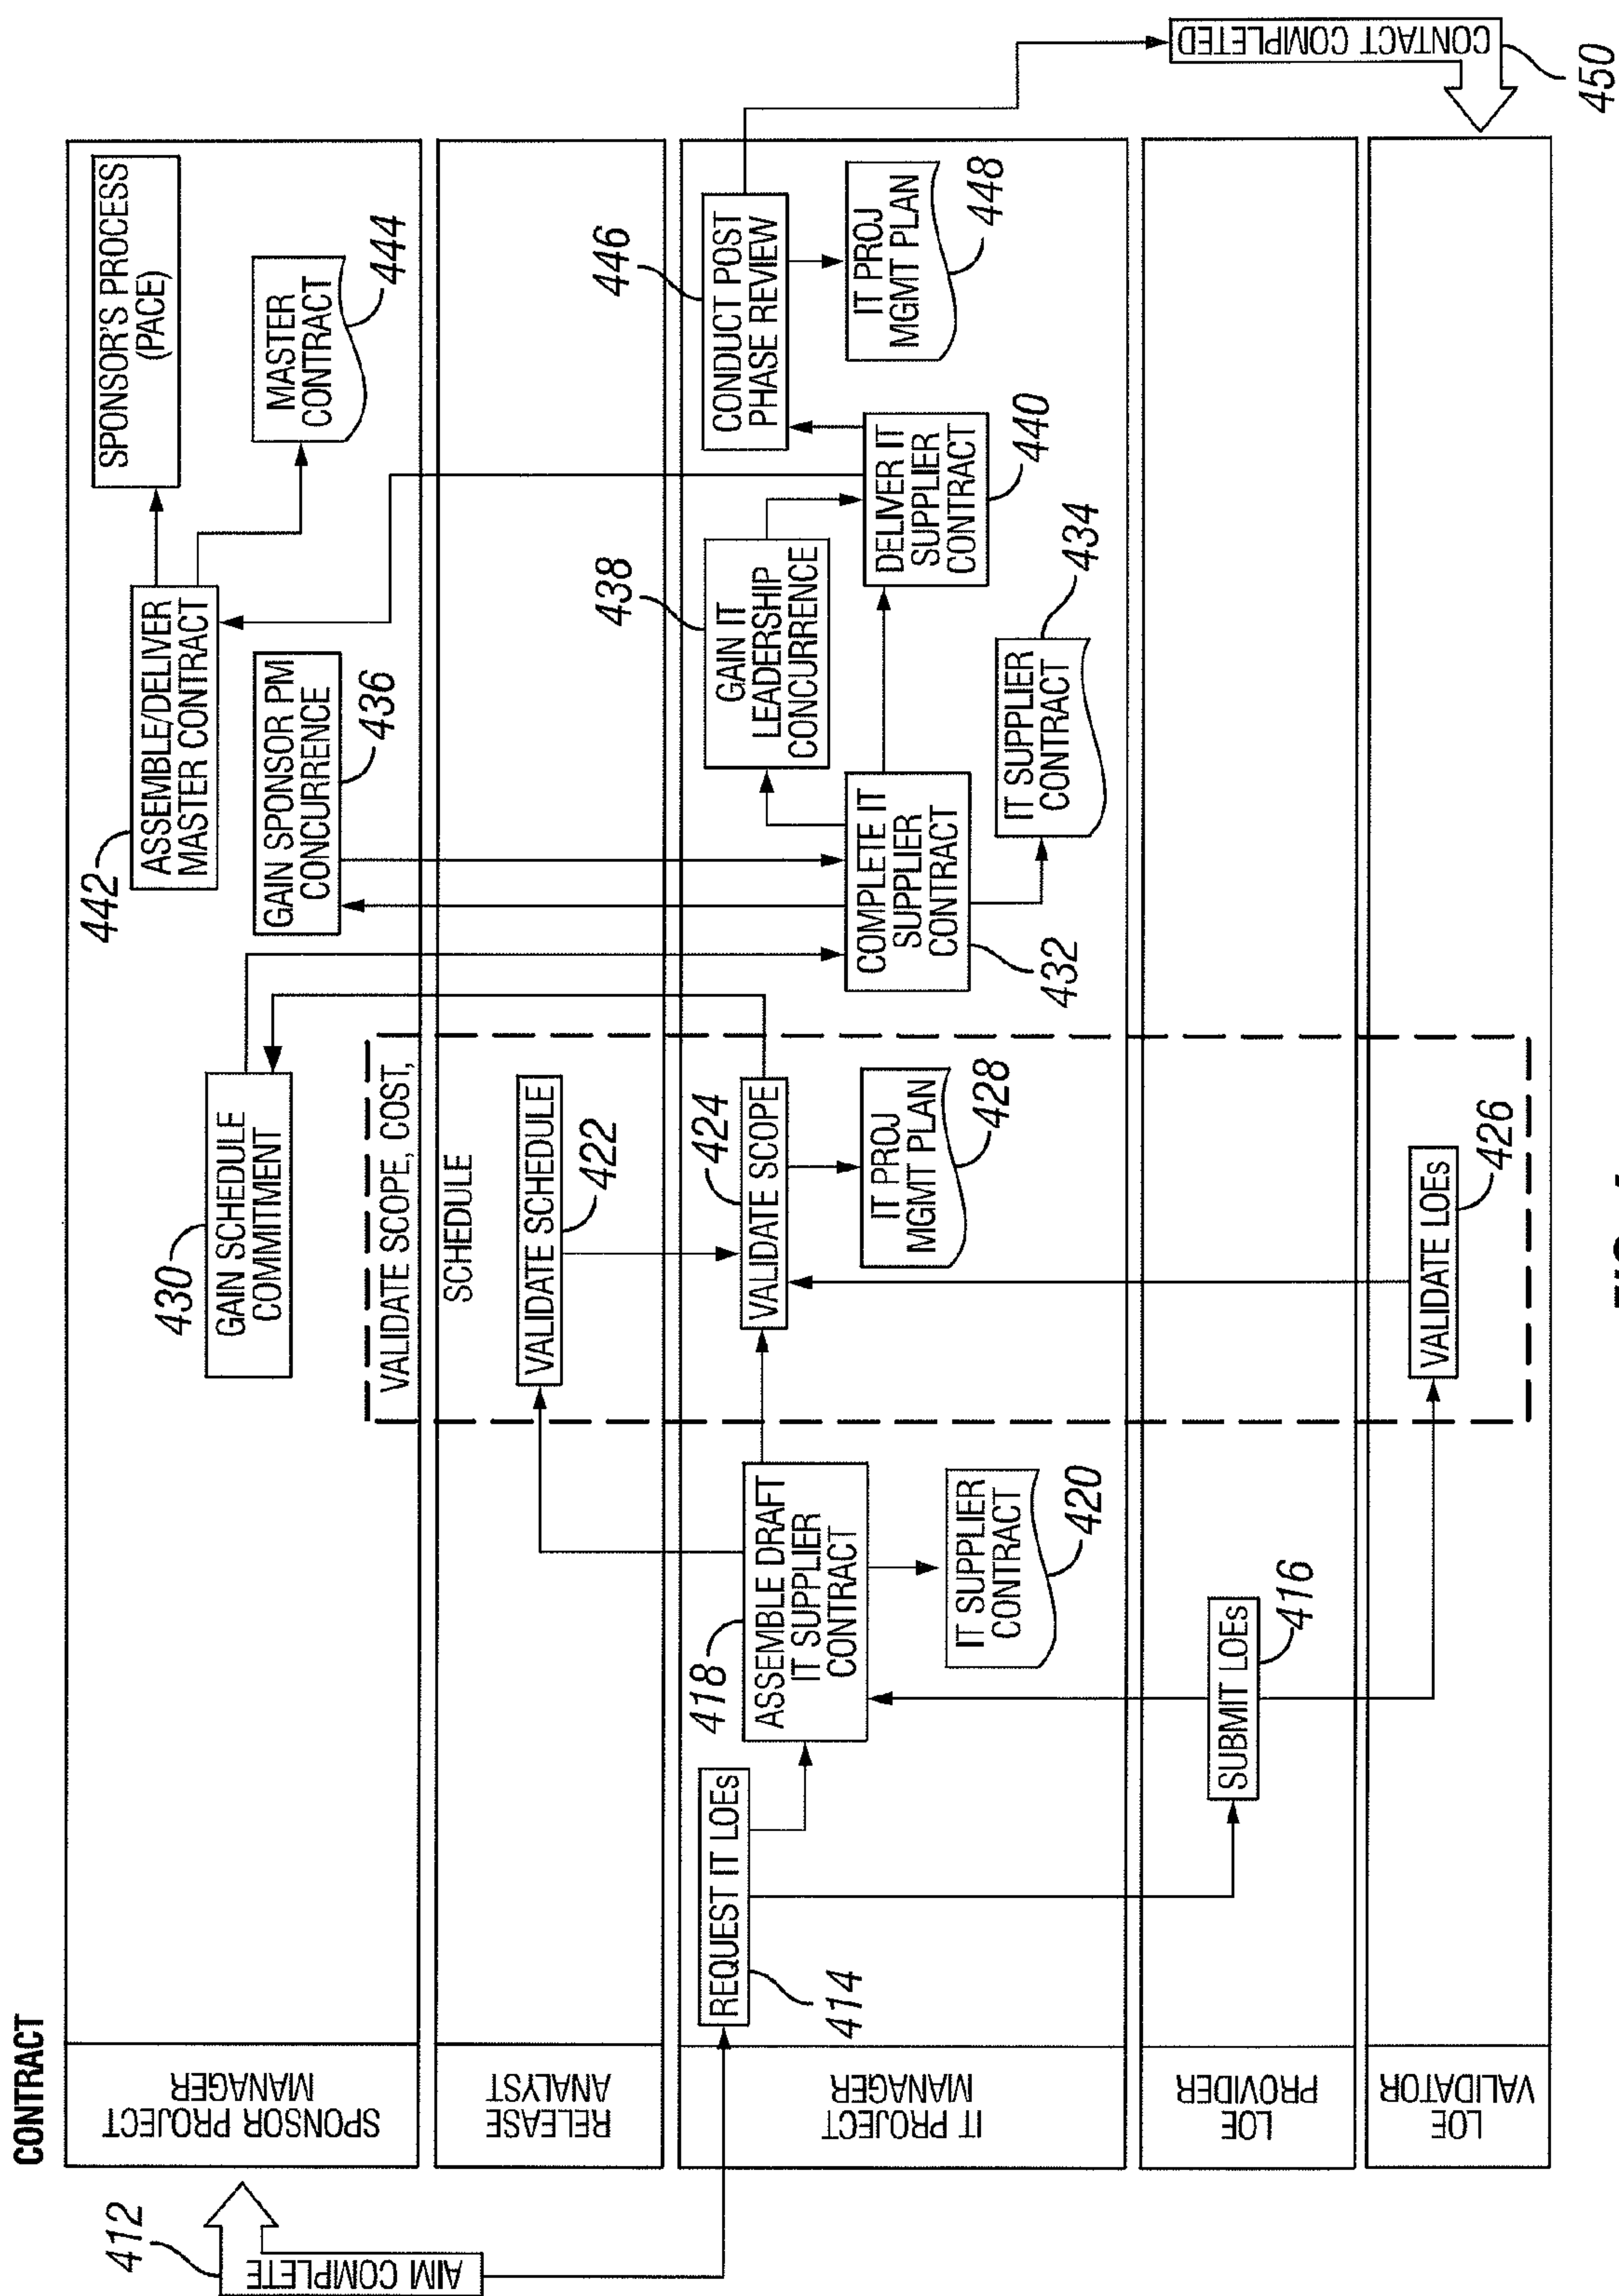 CONTRACT
412
AIM COMPLETE
SPONSOR PROJECT
MANAGER
442
ASSEMBLE/DELIVER
MASTER CONTRACT
SPONSOR'S PROCESS
(PACE)
430
GAIN SCHEDULE
COMMITMENT
GAIN SPONSOR PM
CONCURRENCE
436
MASTER
CONTRACT
444
VALIDATE SCOPE, COST,
SCHEDULE
RELEASE
ANALYST
VALIDATE SCHEDULE
422
IT PROJECT
MANAGER
REQUEST IT LOEs
414
418
ASSEMBLE DRAFT
IT SUPPLIER
CONTRACT
IT SUPPLIER
CONTRACT
420
424
VALIDATE SCOPE
IT PROJ
MGMT PLAN
428
COMPLETE IT
SUPPLIER
CONTRACT
432
438
GAIN IT
LEADERSHIP
CONCURRENCE
IT SUPPLIER
CONTRACT
434
DELIVER IT
SUPPLIER
CONTRACT
440
446
CONDUCT POST
PHASE REVIEW
IT PROJ
MGMT PLAN
448
LOE
PROVIDER
SUBMIT LOEs
416
LOE
VALIDATOR
VALIDATE LOEs
426
CONTACT COMPLETED
450